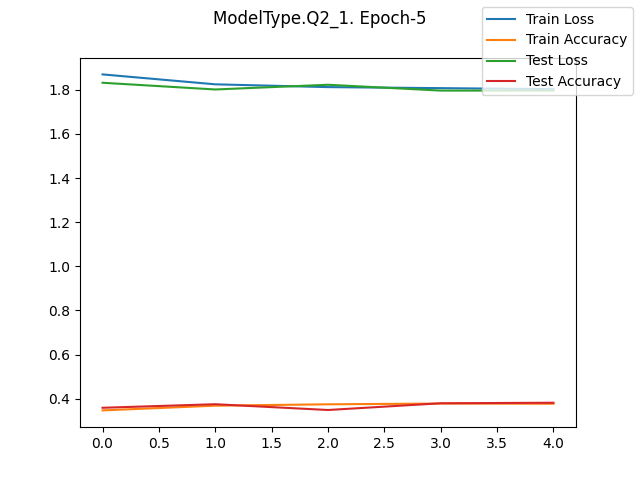 ModelType.Q2_1. Epoch-5
Train Loss
Train Accuracy
Test Loss
Test Accuracy
1.8
1.6
1.4
1.2
1.0
0.8
0.6
0.4
0.0 0.5 1.0 1.5 2.0 2.5 3.0 3.5 4.0